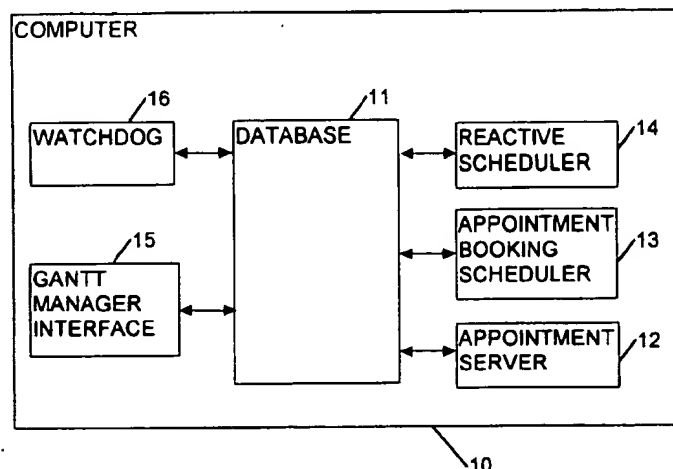 COMPUTER
16
WATCHDOG
11
DATABASE
14
REACTIVE
SCHEDULER
15
GANTT
MANAGER
INTERFACE
13
APPOINTMENT
BOOKING
SCHEDULER
12
APPOINTMENT
SERVER
10